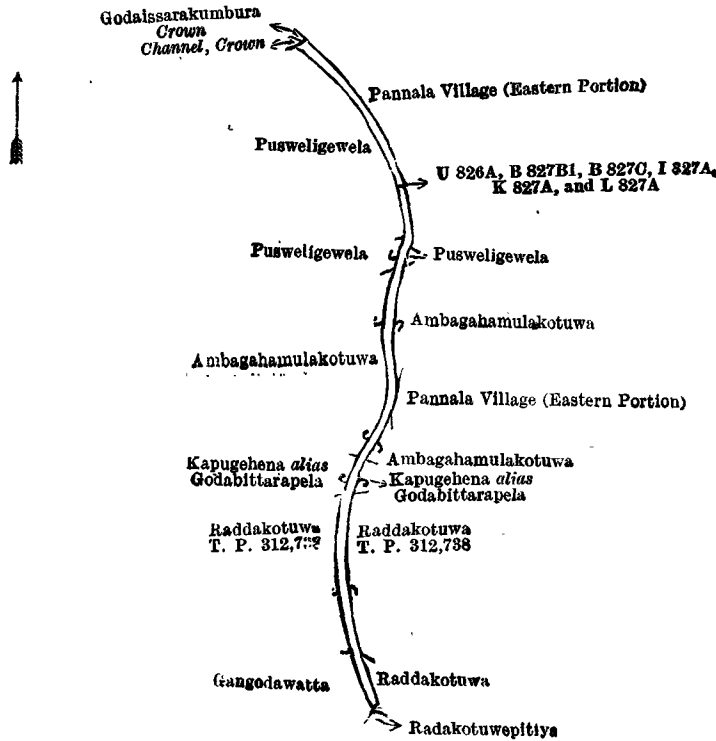 Godaissarakumbura
Crown
Channel, Crown
Pannala Village (Eastern Portion)
Pusweligewela
U 826A, B 827B1, B 827C, I 827A,
K 827A, and L 827A
Pusweligewela
Pusweligewela
Ambagahamulakotuwa
Ambagahamulakotuwa
Pannala Village (Eastern Portion)
Ambagahamulakotuwa
Kapugehena alias
Godabittarapela
Kapugehena alias
Godabittarapela
Raddakotuwa
T. P. 312,738
Raddakotuwa
T. P. 312,738
Gangodawatta
Raddakotuwa
Radakotuwepitiya